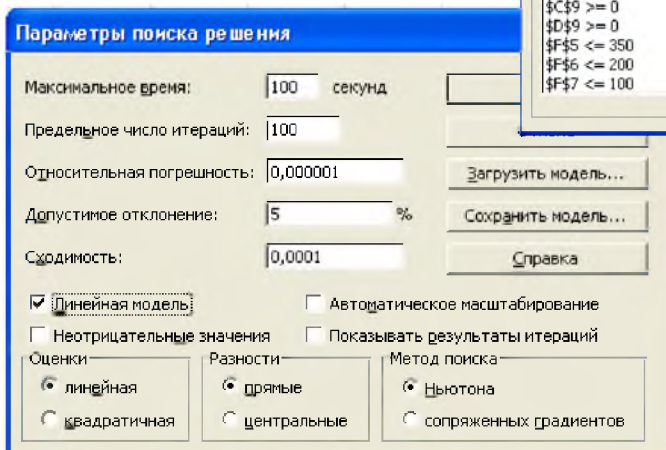 $C$9 >= 0
$D$9 >= 0
$F$5 <= 350
$F$6 <= 200
$F$7 <= 100
Параметры поиска решения
Максимальное время: 100 секунд
Предельное число итераций: 100
Относительная погрешность: 0,000001 Загрузить модель...
Допустимое отклонение: 5 % Сохранить модель...
Сходимость: 0,0001 Справка
Линейная модель Автоматическое масштабирование
Неотрицательные значения Показывать результаты итераций
Оценки Разности Метод поиска
линейная прямые Ньютона
квадратичная центральные сопряженных градиентов